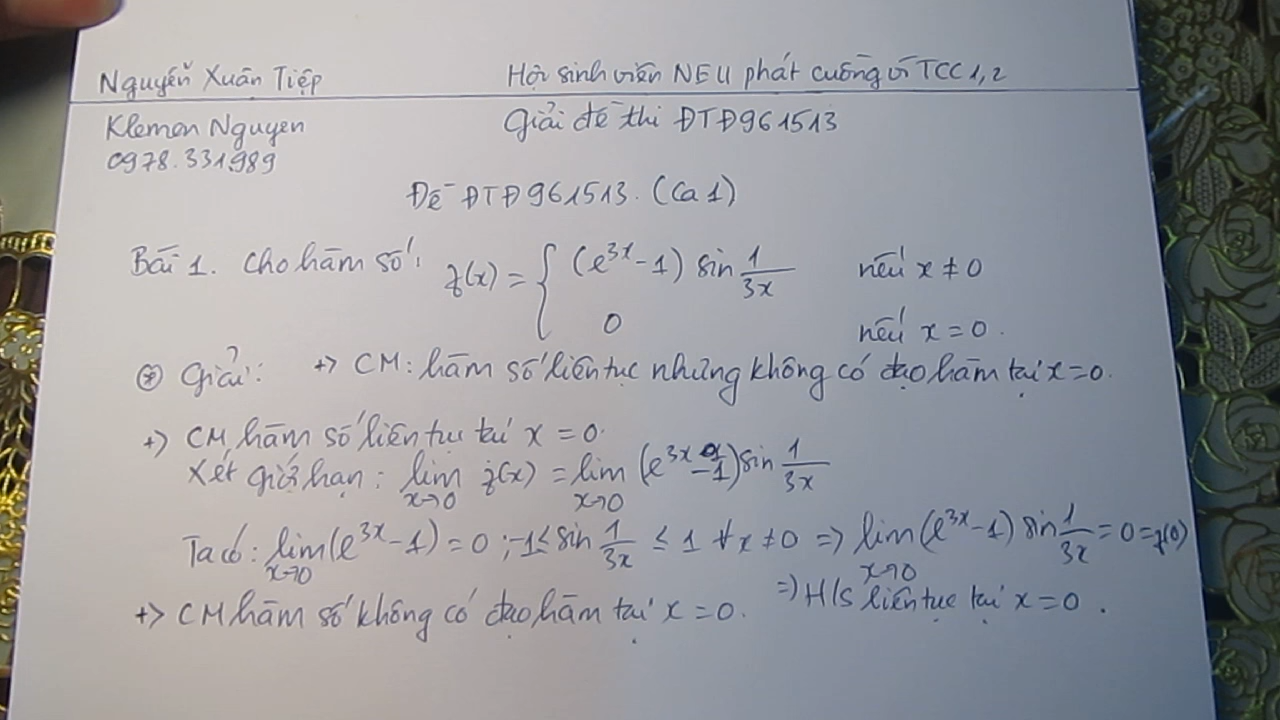 Nguyễn Xuân Tiệp
Hội sinh viên NEU phát cuồng vì TCC 1, 2
Klemen Nguyen
0978.331989
Giải đề thi ĐTĐ961513
Đề ĐTĐ961513. (Ca 1)
Bài 1. Cho hàm số: f(x) = { (e^{3x} - 1) sin 1/3x nếu x ≠ 0
0 nếu x = 0.
⊛ Giải: +> CM: hàm số liên tục nhưng không có đạo hàm tại x = 0.
+> CM hàm số liên tục tại x = 0.
Xét giới hạn: lim_{x→0} f(x) = lim_{x→0} (e^{3x} - 1) sin 1/3x
Ta có: lim_{x→0} (e^{3x} - 1) = 0 ; -1 ≤ sin 1/3x ≤ 1 ∀x ≠ 0 => lim_{x→0} (e^{3x} - 1) sin 1/3x = 0 = f(0)
=> H/s liên tục tại x = 0.
+> CM hàm số không có đạo hàm tại x = 0.